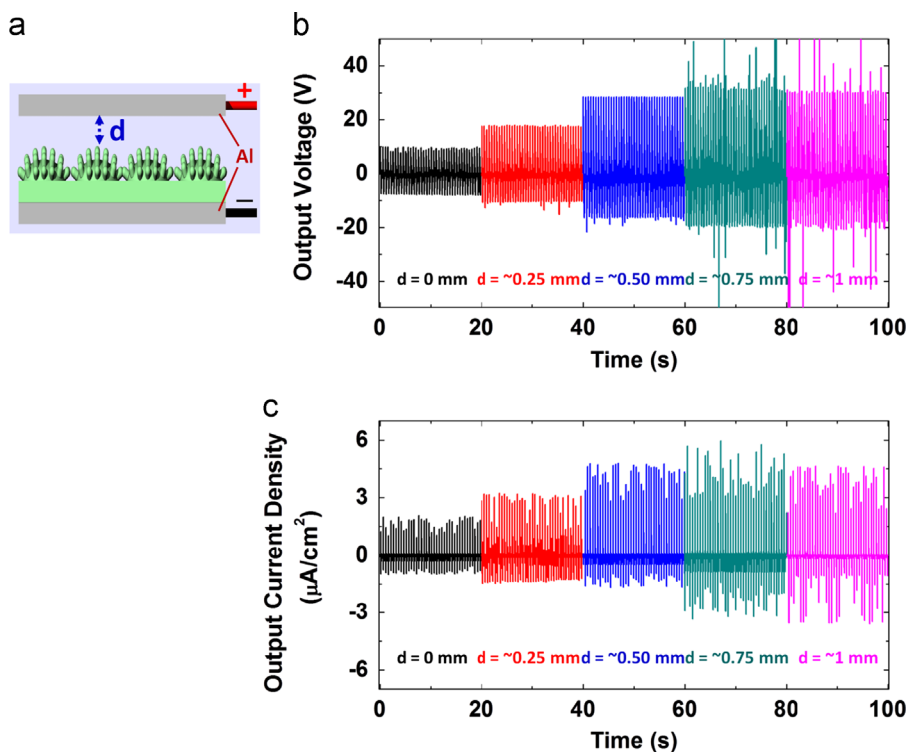 a
+
d
Al
−
b
Output Voltage (V)
40
20
0
-20
-40
d = 0 mm d = ~0.25 mm d = ~0.50 mm d = ~0.75 mm d = ~1 mm
0 20 40 60 80 100
Time (s)
c
Output Current Density
(μA/cm²)
6
3
0
-3
-6
d = 0 mm d = ~0.25 mm d = ~0.50 mm d = ~0.75 mm d = ~1 mm
0 20 40 60 80 100
Time (s)